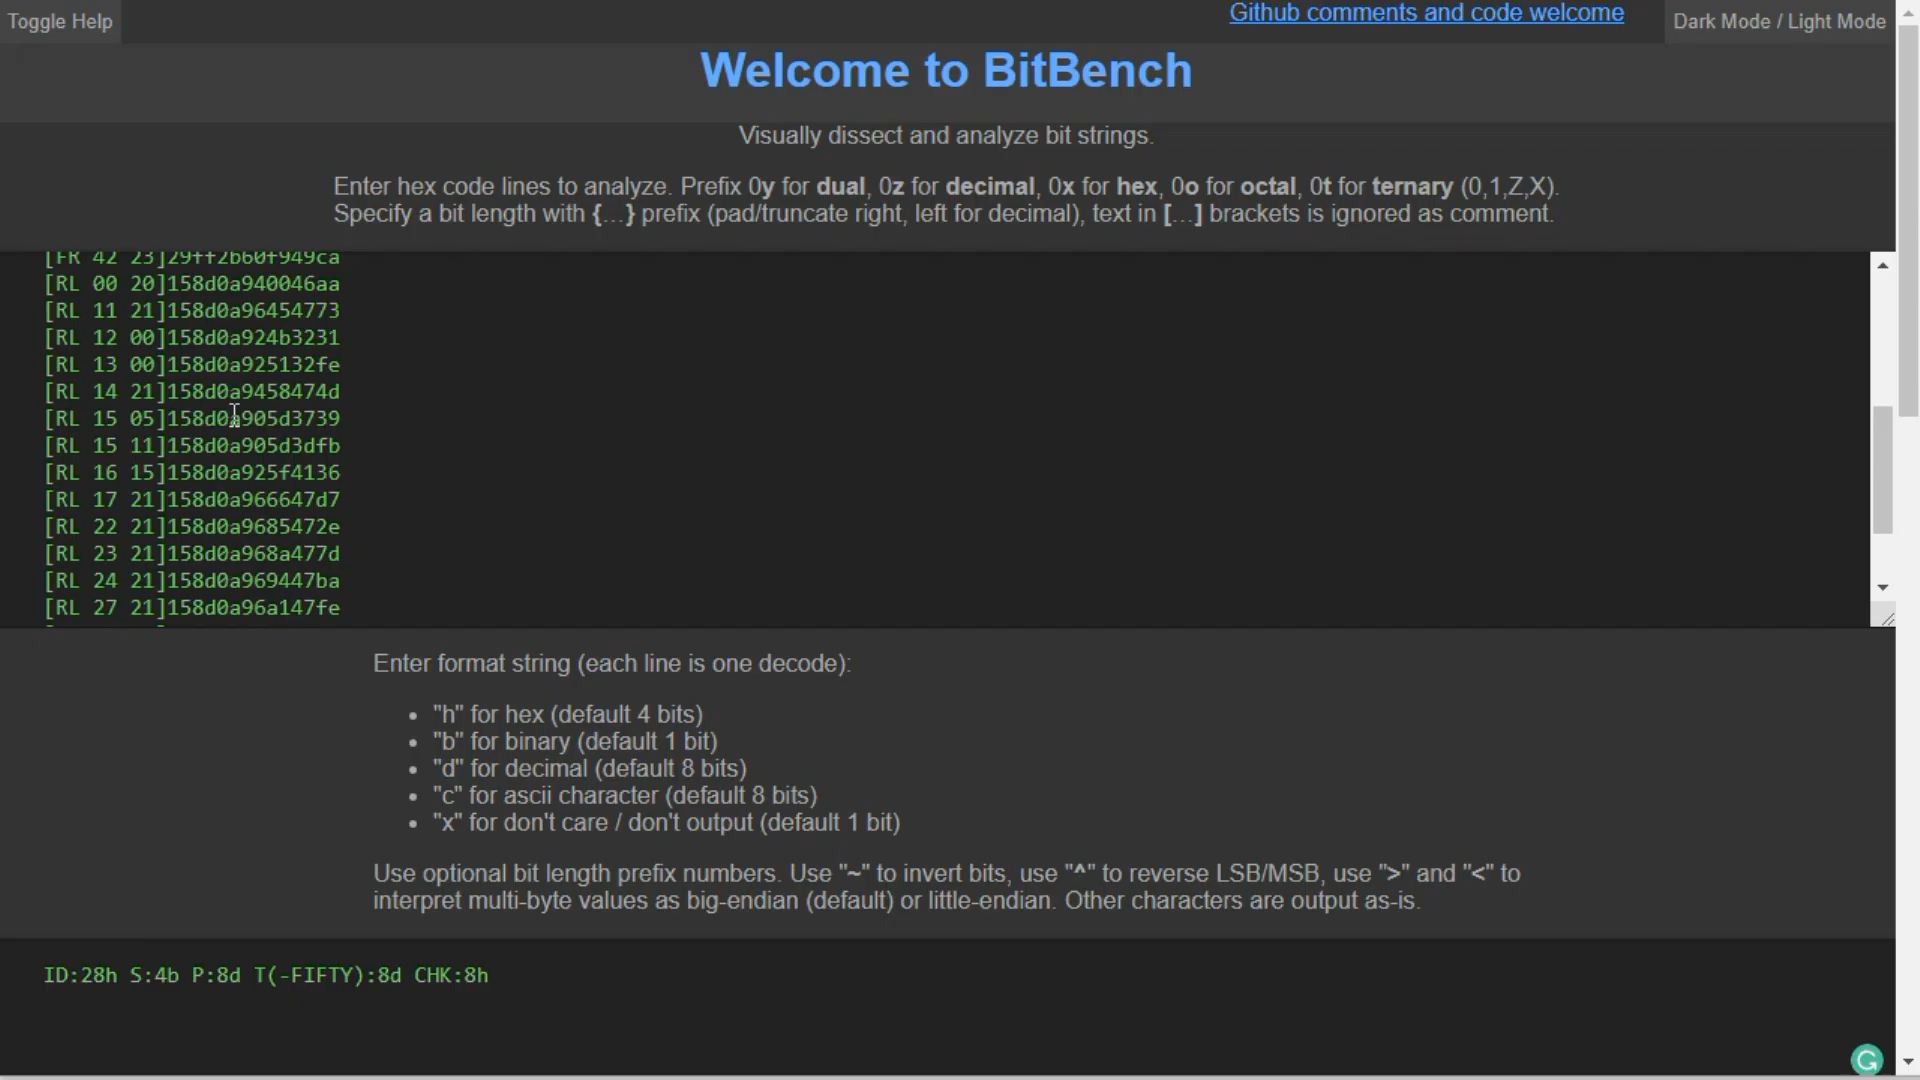 Toggle Help
Github comments and code welcome
Dark Mode / Light Mode
Welcome to BitBench
Visually dissect and analyze bit strings.
Enter hex code lines to analyze. Prefix 0y for dual, 0z for decimal, 0x for hex, 0o for octal, 0t for ternary (0,1,Z,X).
Specify a bit length with {...} prefix (pad/truncate right, left for decimal), text in [...] brackets is ignored as comment.
[FR 42 23]29ff2b60f949ca
[RL 00 20]158d0a940046aa
[RL 11 21]158d0a96454773
[RL 12 00]158d0a924b3231
[RL 13 00]158d0a925132fe
[RL 14 21]158d0a9458474d
[RL 15 05]158d0a905d3739
[RL 15 11]158d0a905d3dfb
[RL 16 15]158d0a925f4136
[RL 17 21]158d0a966647d7
[RL 22 21]158d0a9685472e
[RL 23 21]158d0a968a477d
[RL 24 21]158d0a969447ba
[RL 27 21]158d0a96a147fe
Enter format string (each line is one decode):
• "h" for hex (default 4 bits)
• "b" for binary (default 1 bit)
• "d" for decimal (default 8 bits)
• "c" for ascii character (default 8 bits)
• "x" for don't care / don't output (default 1 bit)
Use optional bit length prefix numbers. Use "~" to invert bits, use "^" to reverse LSB/MSB, use ">" and "<" to
interpret multi-byte values as big-endian (default) or little-endian. Other characters are output as-is.
ID:28h S:4b P:8d T(-FIFTY):8d CHK:8h